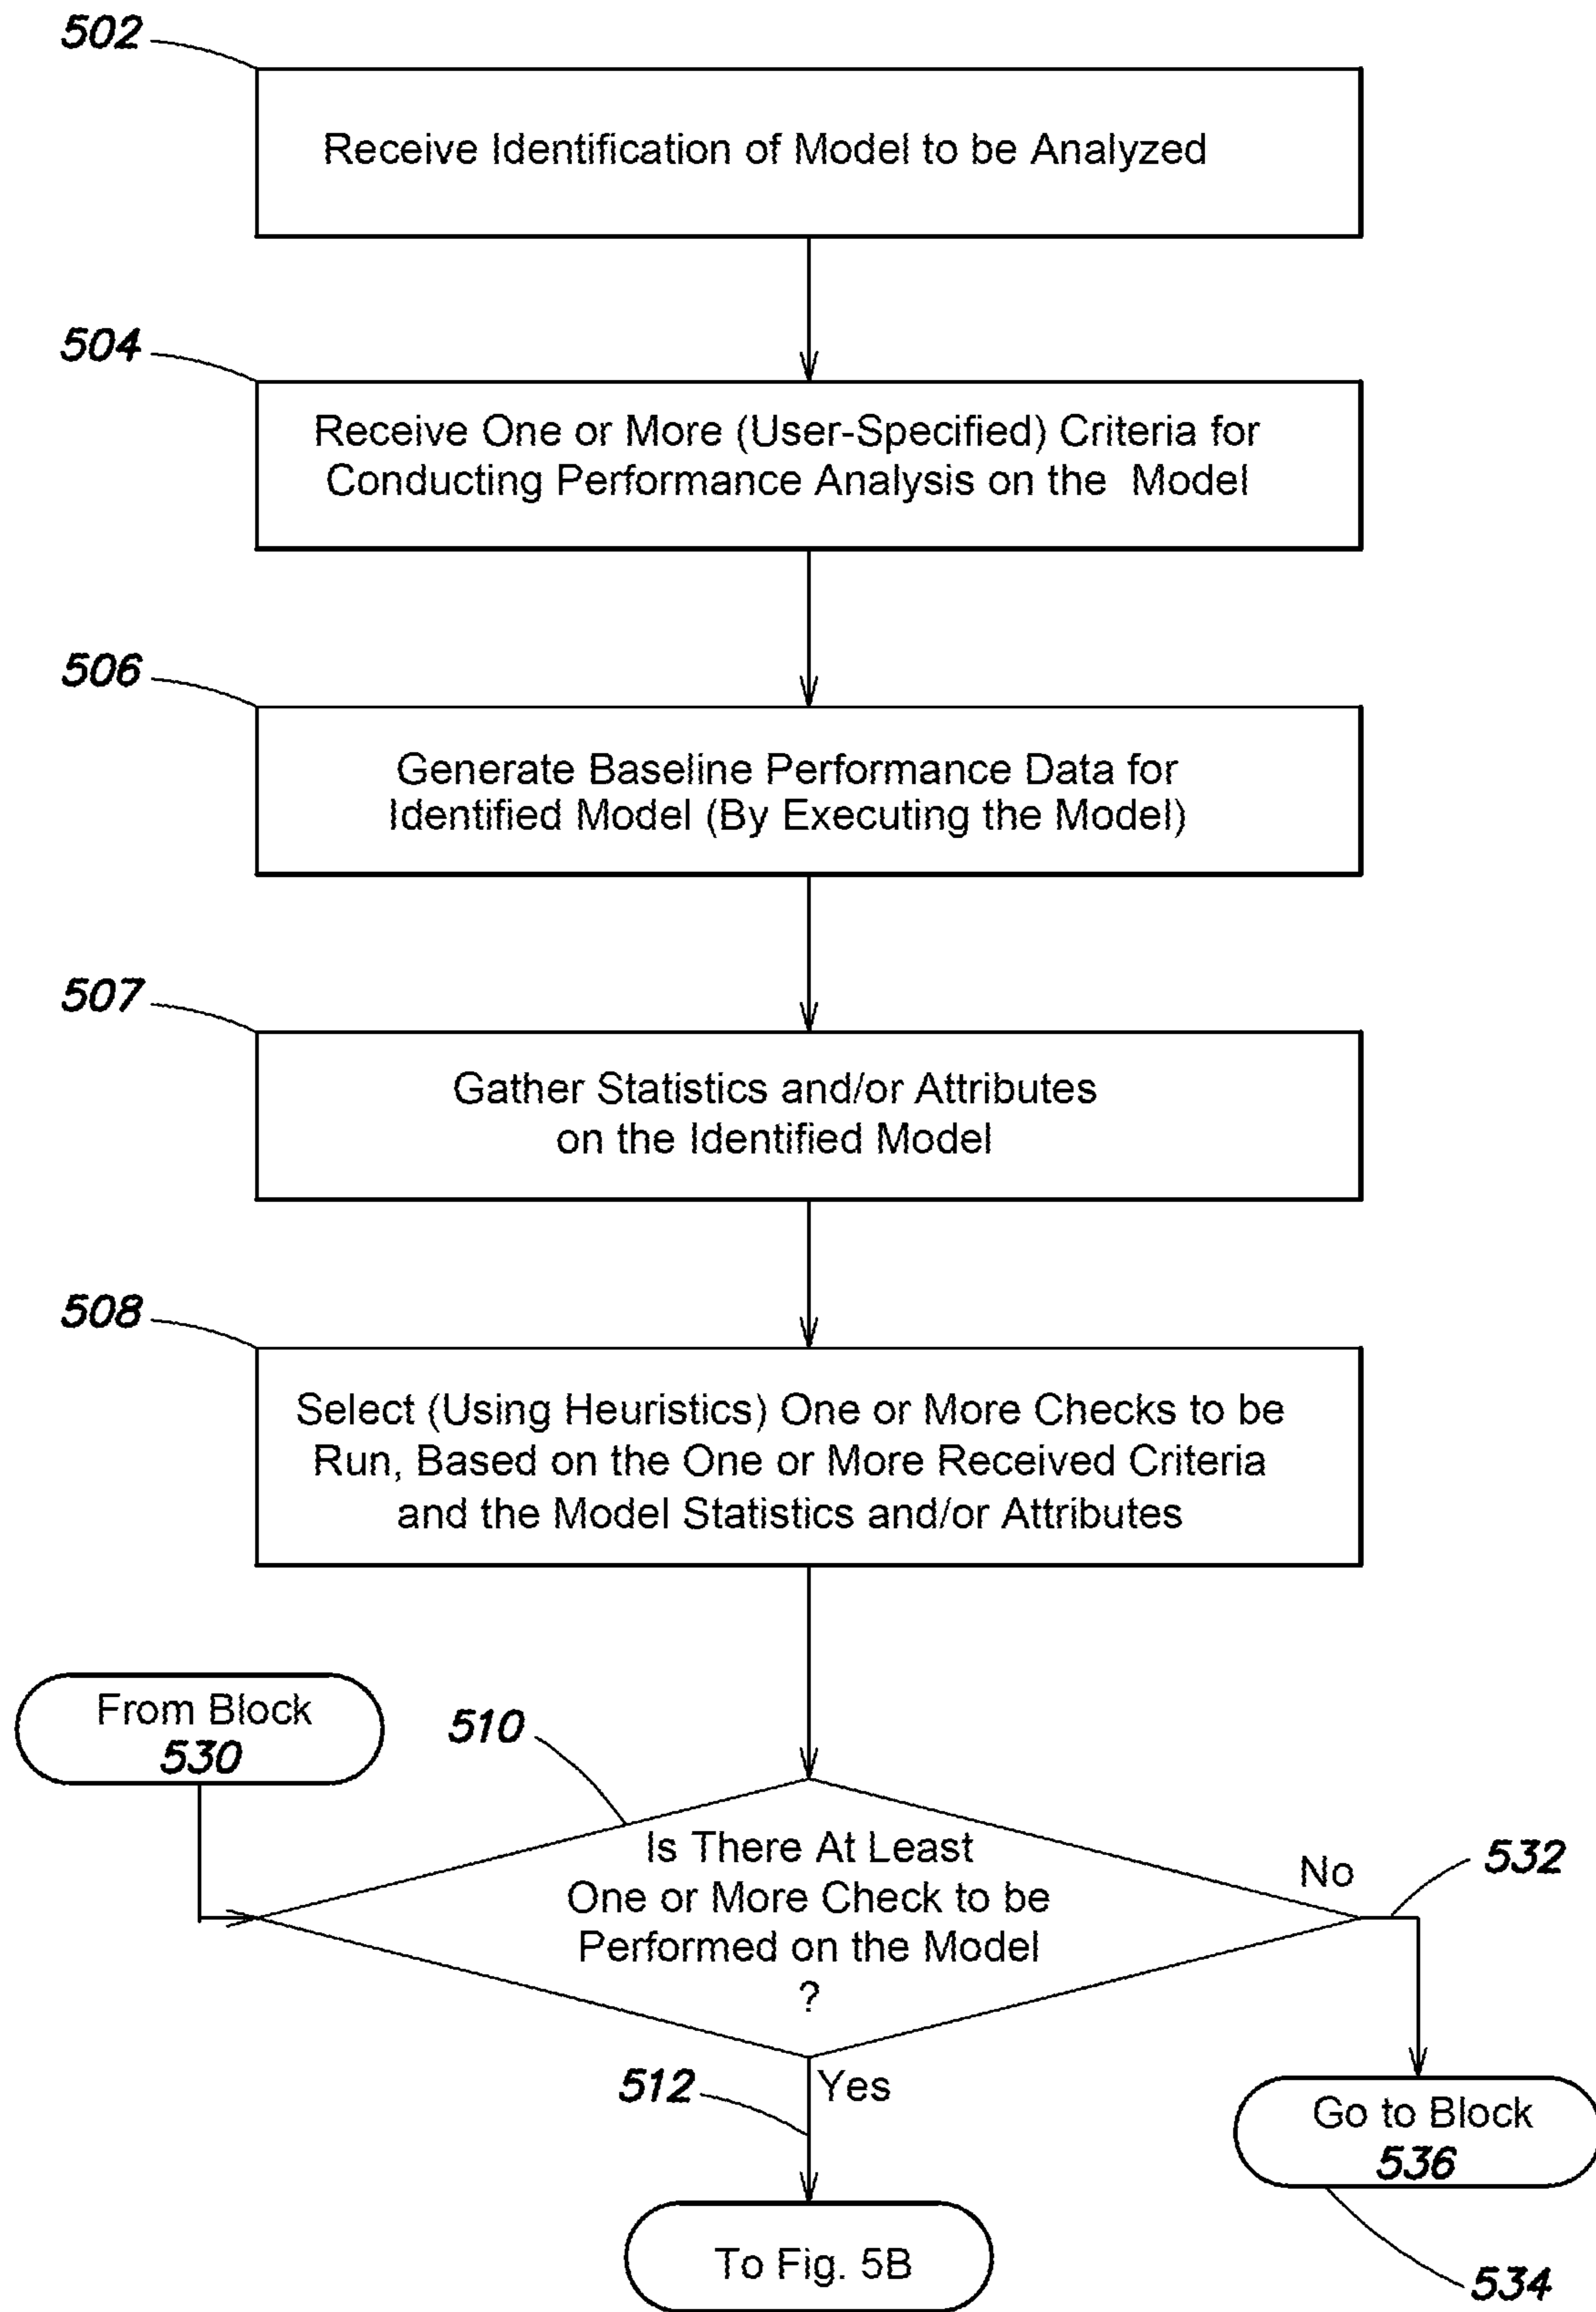 502
Receive Identification of Model to be Analyzed
504
Receive One or More (User-Specified) Criteria for
Conducting Performance Analysis on the Model
506
Generate Baseline Performance Data for
Identified Model (By Executing the Model)
507
Gather Statistics and/or Attributes
on the Identified Model
508
Select (Using Heuristics) One or More Checks to be
Run, Based on the One or More Received Criteria
and the Model Statistics and/or Attributes
From Block
530
510
Is There At Least
One or More Check to be
Performed on the Model
?
No
532
512
Yes
Go to Block
536
534
To Fig. 5B